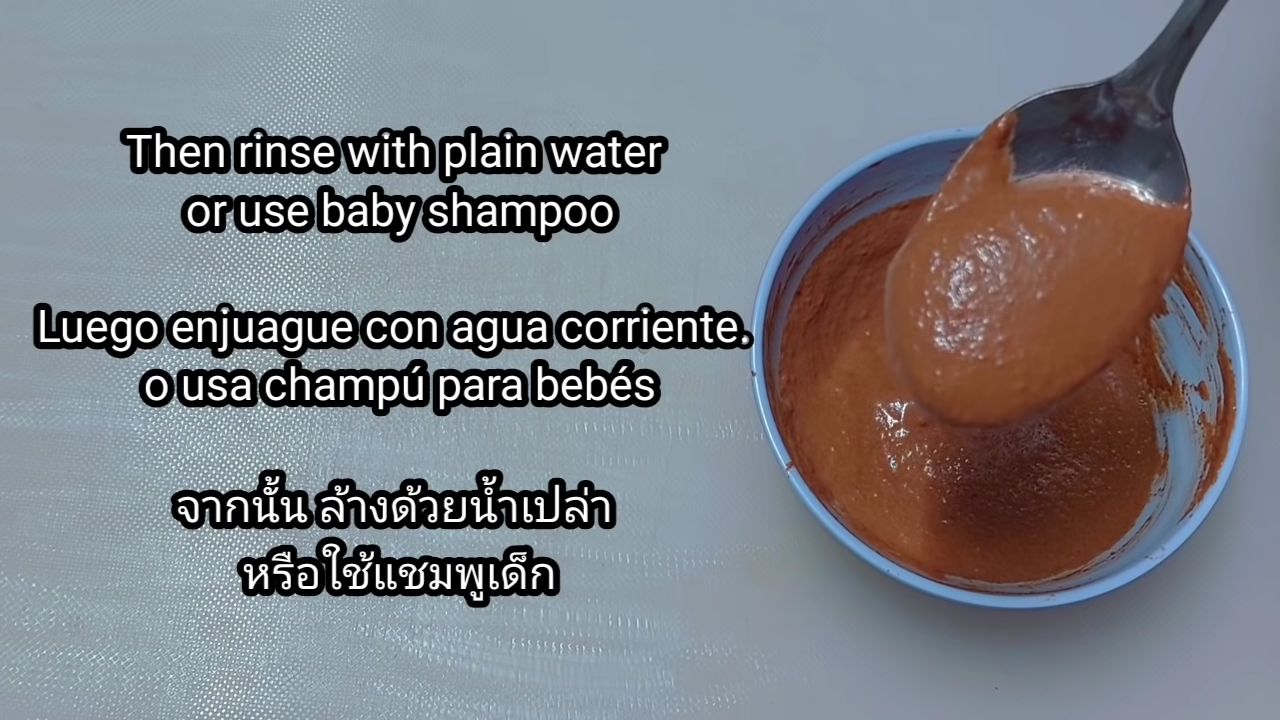 Then rinse with plain water
or use baby shampoo
Luego enjuague con agua corriente.
o usa champú para bebés
จากนั้น ล้างด้วยน้ำเปล่า
หรือใช้แชมพูเด็ก